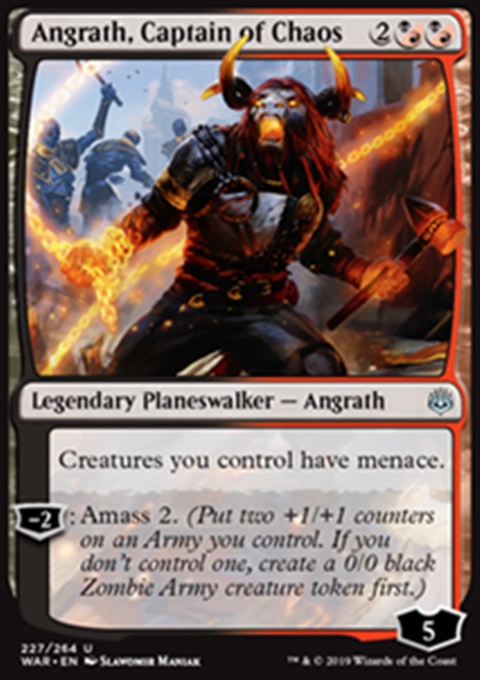 Angrath, Captain of Chaos 2
Legendary Planeswalker — Angrath
Creatures you control have menace.
-2: Amass 2. (Put two +1/+1 counters
on an Army you control. If you
don't control one, create a 0/0 black
Zombie Army creature token first.)
5
227/264 U
WAR • EN Slawomir Maniak
™ & © 2019 Wizards of the Coast